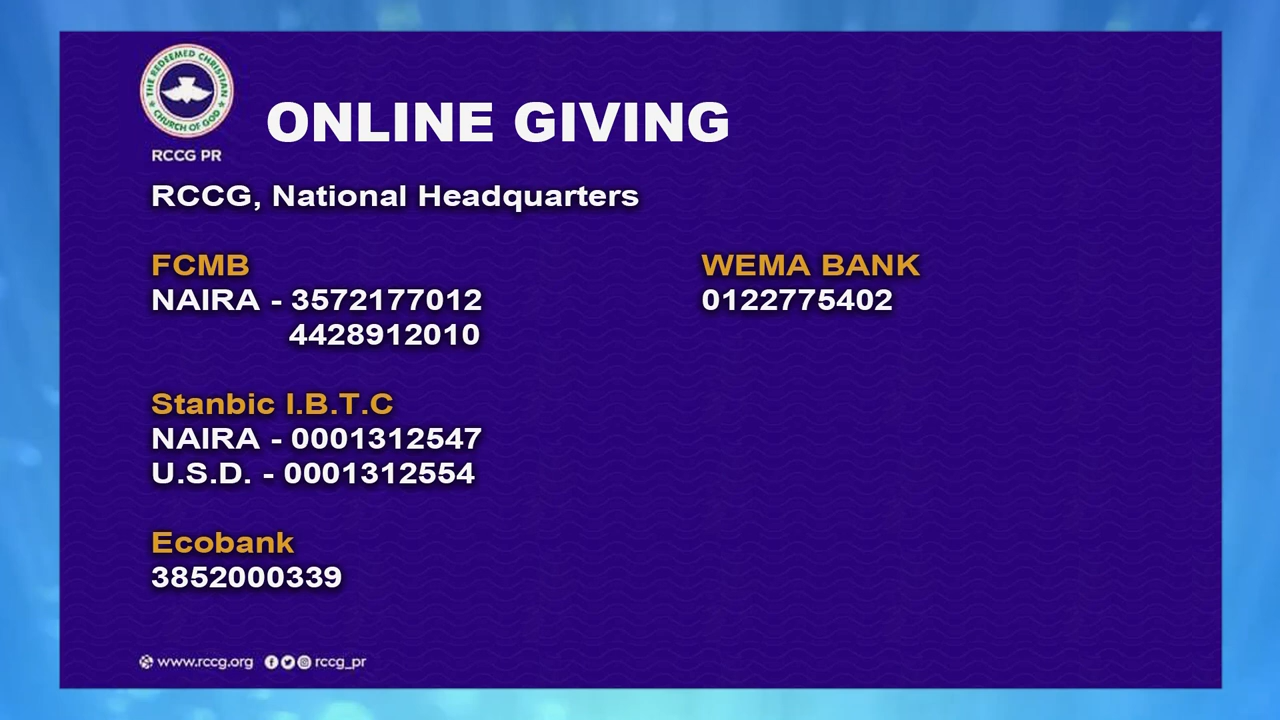 THE REDEEMED CHRISTIAN
CHURCH OF GOD
RCCG PR
ONLINE GIVING
RCCG, National Headquarters
FCMB
NAIRA - 3572177012
4428912010
Stanbic I.B.T.C
NAIRA - 0001312547
U.S.D. - 0001312554
Ecobank
3852000339
WEMA BANK
0122775402
www.rccg.org
rccg_pr